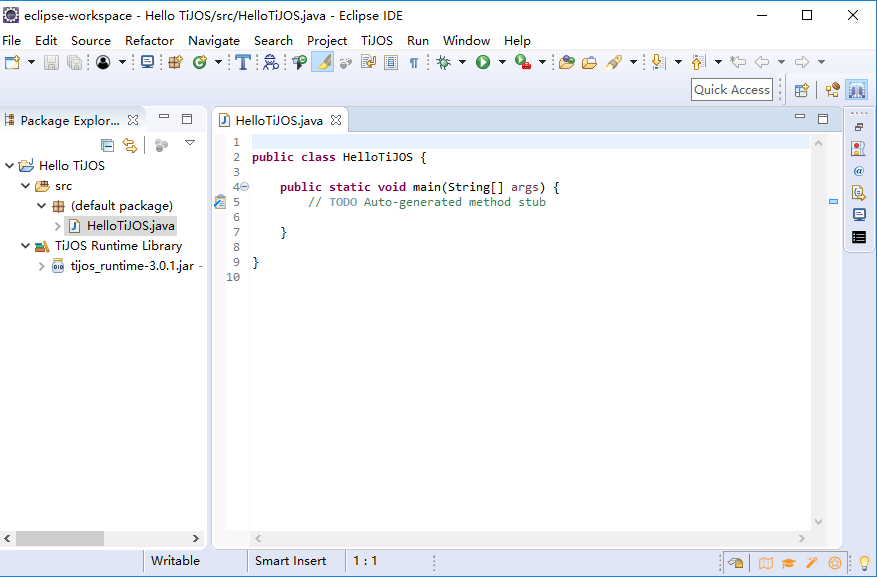 eclipse-workspace - Hello TiJOS/src/HelloTiJOS.java - Eclipse IDE
File Edit Source Refactor Navigate Search Project TiJOS Run Window Help
Quick Access
Package Explor...
HelloTiJOS.java
Hello TiJOS
src
(default package)
HelloTiJOS.java
TiJOS Runtime Library
tijos_runtime-3.0.1.jar -
1
2 public class HelloTiJOS {
3
4 public static void main(String[] args) {
5 // TODO Auto-generated method stub
6
7 }
8
9 }
10
Writable Smart Insert 1 : 1